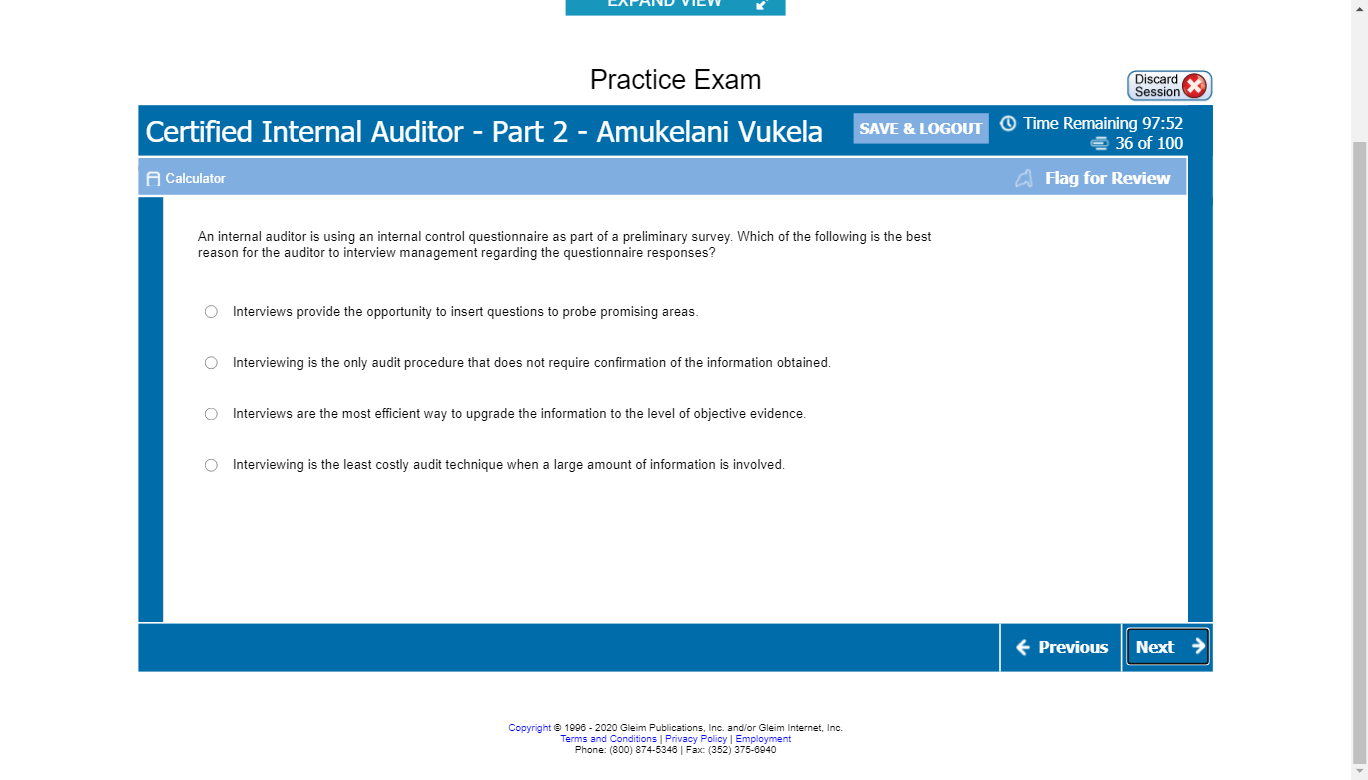 EXPAND VIEW
Practice Exam
Discard
Session
Certified Internal Auditor - Part 2 - Amukelani Vukela
SAVE & LOGOUT
Time Remaining 97:52
36 of 100
Calculator
Flag for Review
An internal auditor is using an internal control questionnaire as part of a preliminary survey. Which of the following is the best
reason for the auditor to interview management regarding the questionnaire responses?
Interviews provide the opportunity to insert questions to probe promising areas.
Interviewing is the only audit procedure that does not require confirmation of the information obtained.
Interviews are the most efficient way to upgrade the information to the level of objective evidence.
Interviewing is the least costly audit technique when a large amount of information is involved.
Previous
Next
Copyright © 1996 - 2020 Gleim Publications, Inc. and/or Gleim Internet, Inc.
Terms and Conditions | Privacy Policy | Employment
Phone: (800) 874-5346 | Fax: (352) 375-6940